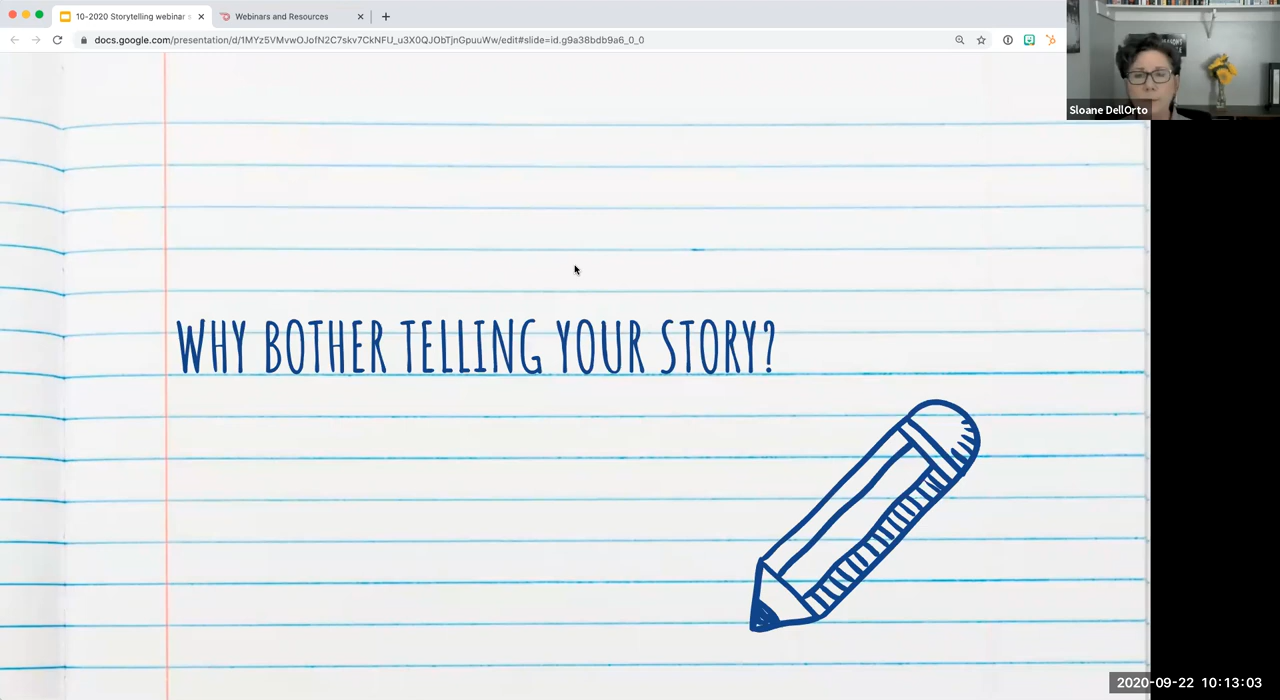 10-2020 Storytelling webinar
Webinars and Resources
docs.google.com/presentation/d/1MYz5VMvwOJofN2C7skv7CkNFU_u3X0QJObTjnGpuuWw/edit#slide=id.g9a38bdb9a6_0_0
Sloane DellOrto
WHY BOTHER TELLING YOUR STORY?
2020-09-22 10:13:03